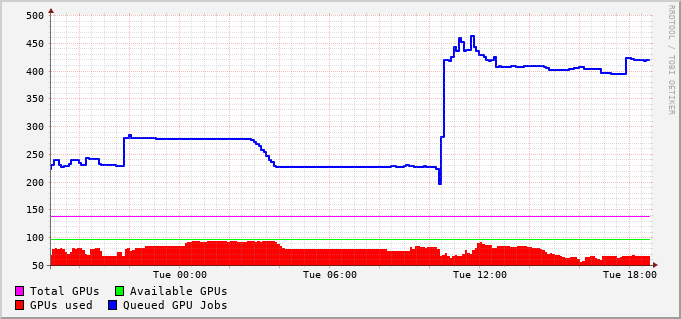 500
450
400
350
300
250
200
150
100
50
Tue 00:00 Tue 06:00 Tue 12:00 Tue 18:00
Total GPUs Available GPUs
GPUs used Queued GPU Jobs
RRDTOOL / TOBI OETIKER